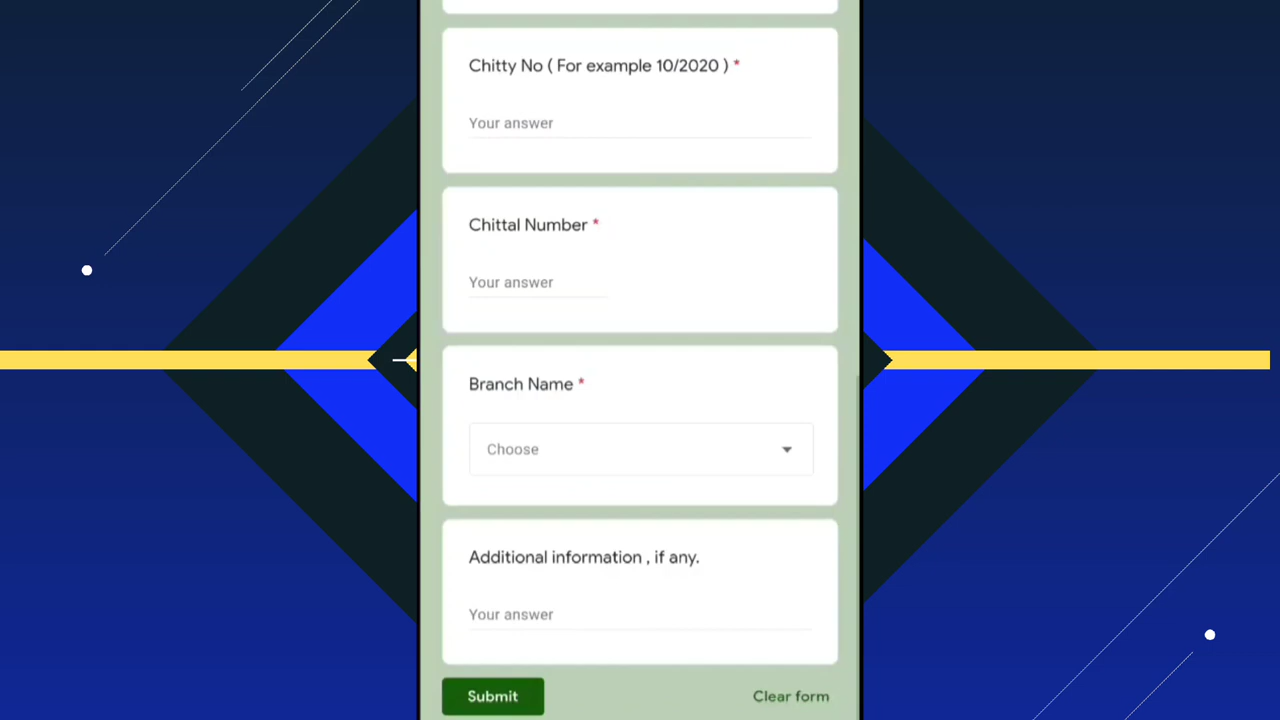 Chitty No ( For example 10/2020 ) *
Your answer
Chittal Number *
Your answer
Branch Name *
Choose
Additional information , if any.
Your answer
Submit
Clear form